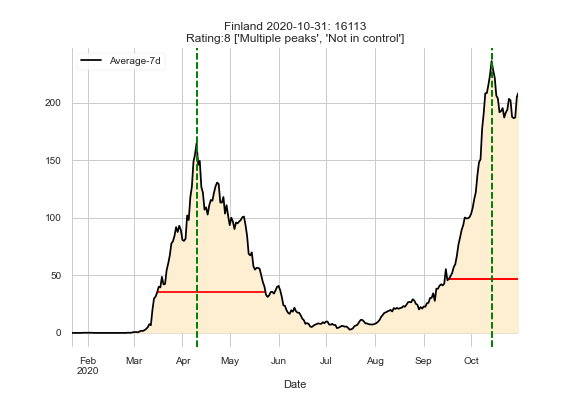 Finland 2020-10-31: 16113
Rating:8 ['Multiple peaks', 'Not in control']
Average-7d
200
150
100
50
0
Feb Mar Apr May Jun Jul Aug Sep Oct
2020
Date